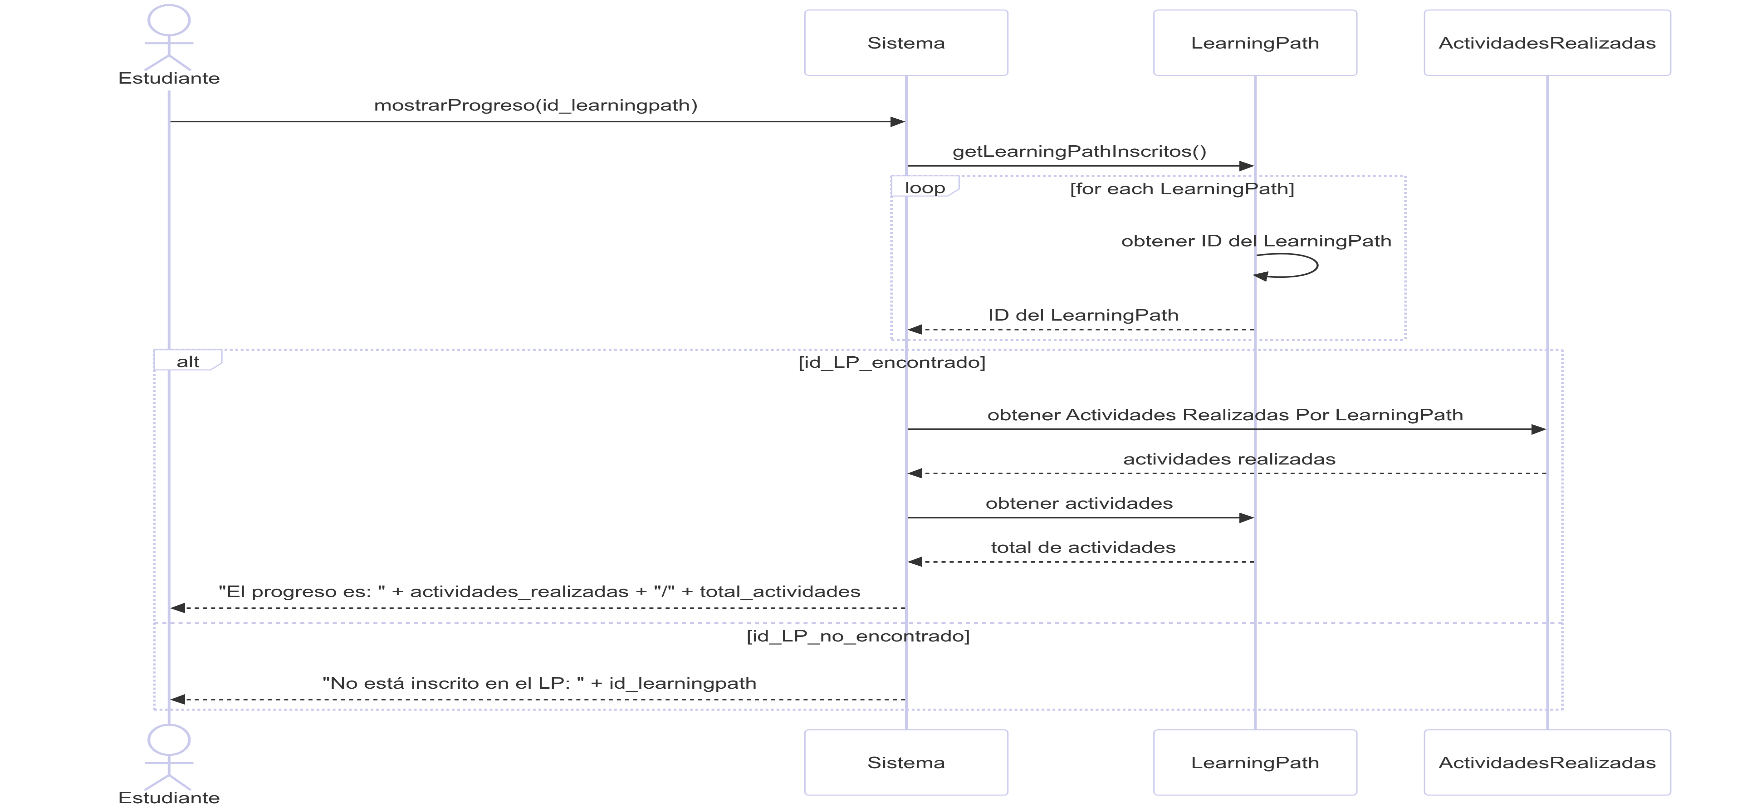 Estudiante
Sistema
LearningPath
ActividadesRealizadas
mostrarProgreso(id_learningpath)
getLearningPathInscritos()
loop
[for each LearningPath]
obtener ID del LearningPath
ID del LearningPath
alt
[id_LP_encontrado]
obtener Actividades Realizadas Por LearningPath
actividades realizadas
obtener actividades
total de actividades
"El progreso es: " + actividades_realizadas + "/" + total_actividades
[id_LP_no_encontrado]
"No está inscrito en el LP: " + id_learningpath
Sistema
LearningPath
ActividadesRealizadas
Estudiante